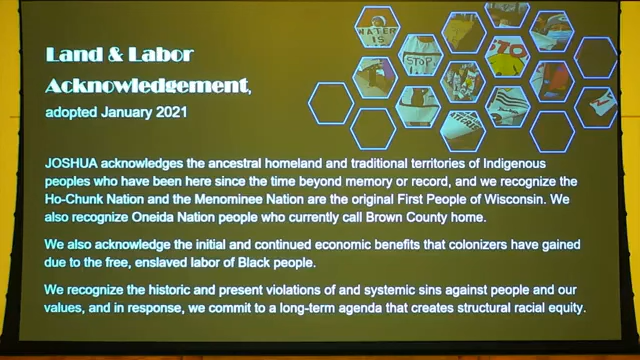 Land & Labor
Acknowledgement,
adopted January 2021
WATER
IS
STOP
JOSHUA acknowledges the ancestral homeland and traditional territories of Indigenous
peoples who have been here since the time beyond memory or record, and we recognize the
Ho-Chunk Nation and the Menominee Nation are the original First People of Wisconsin. We
also recognize Oneida Nation people who currently call Brown County home.
We also acknowledge the initial and continued economic benefits that colonizers have gained
due to the free, enslaved labor of Black people.
We recognize the historic and present violations of and systemic sins against people and our
values, and in response, we commit to a long-term agenda that creates structural racial equity.